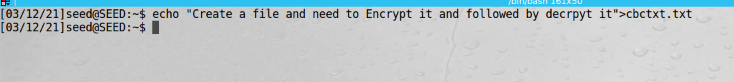 /bin/bash 161x50
[03/12/21]seed@SEED:~$ echo "Create a file and need to Encrypt it and followed by decrpyt it">cbctxt.txt
[03/12/21]seed@SEED:~$